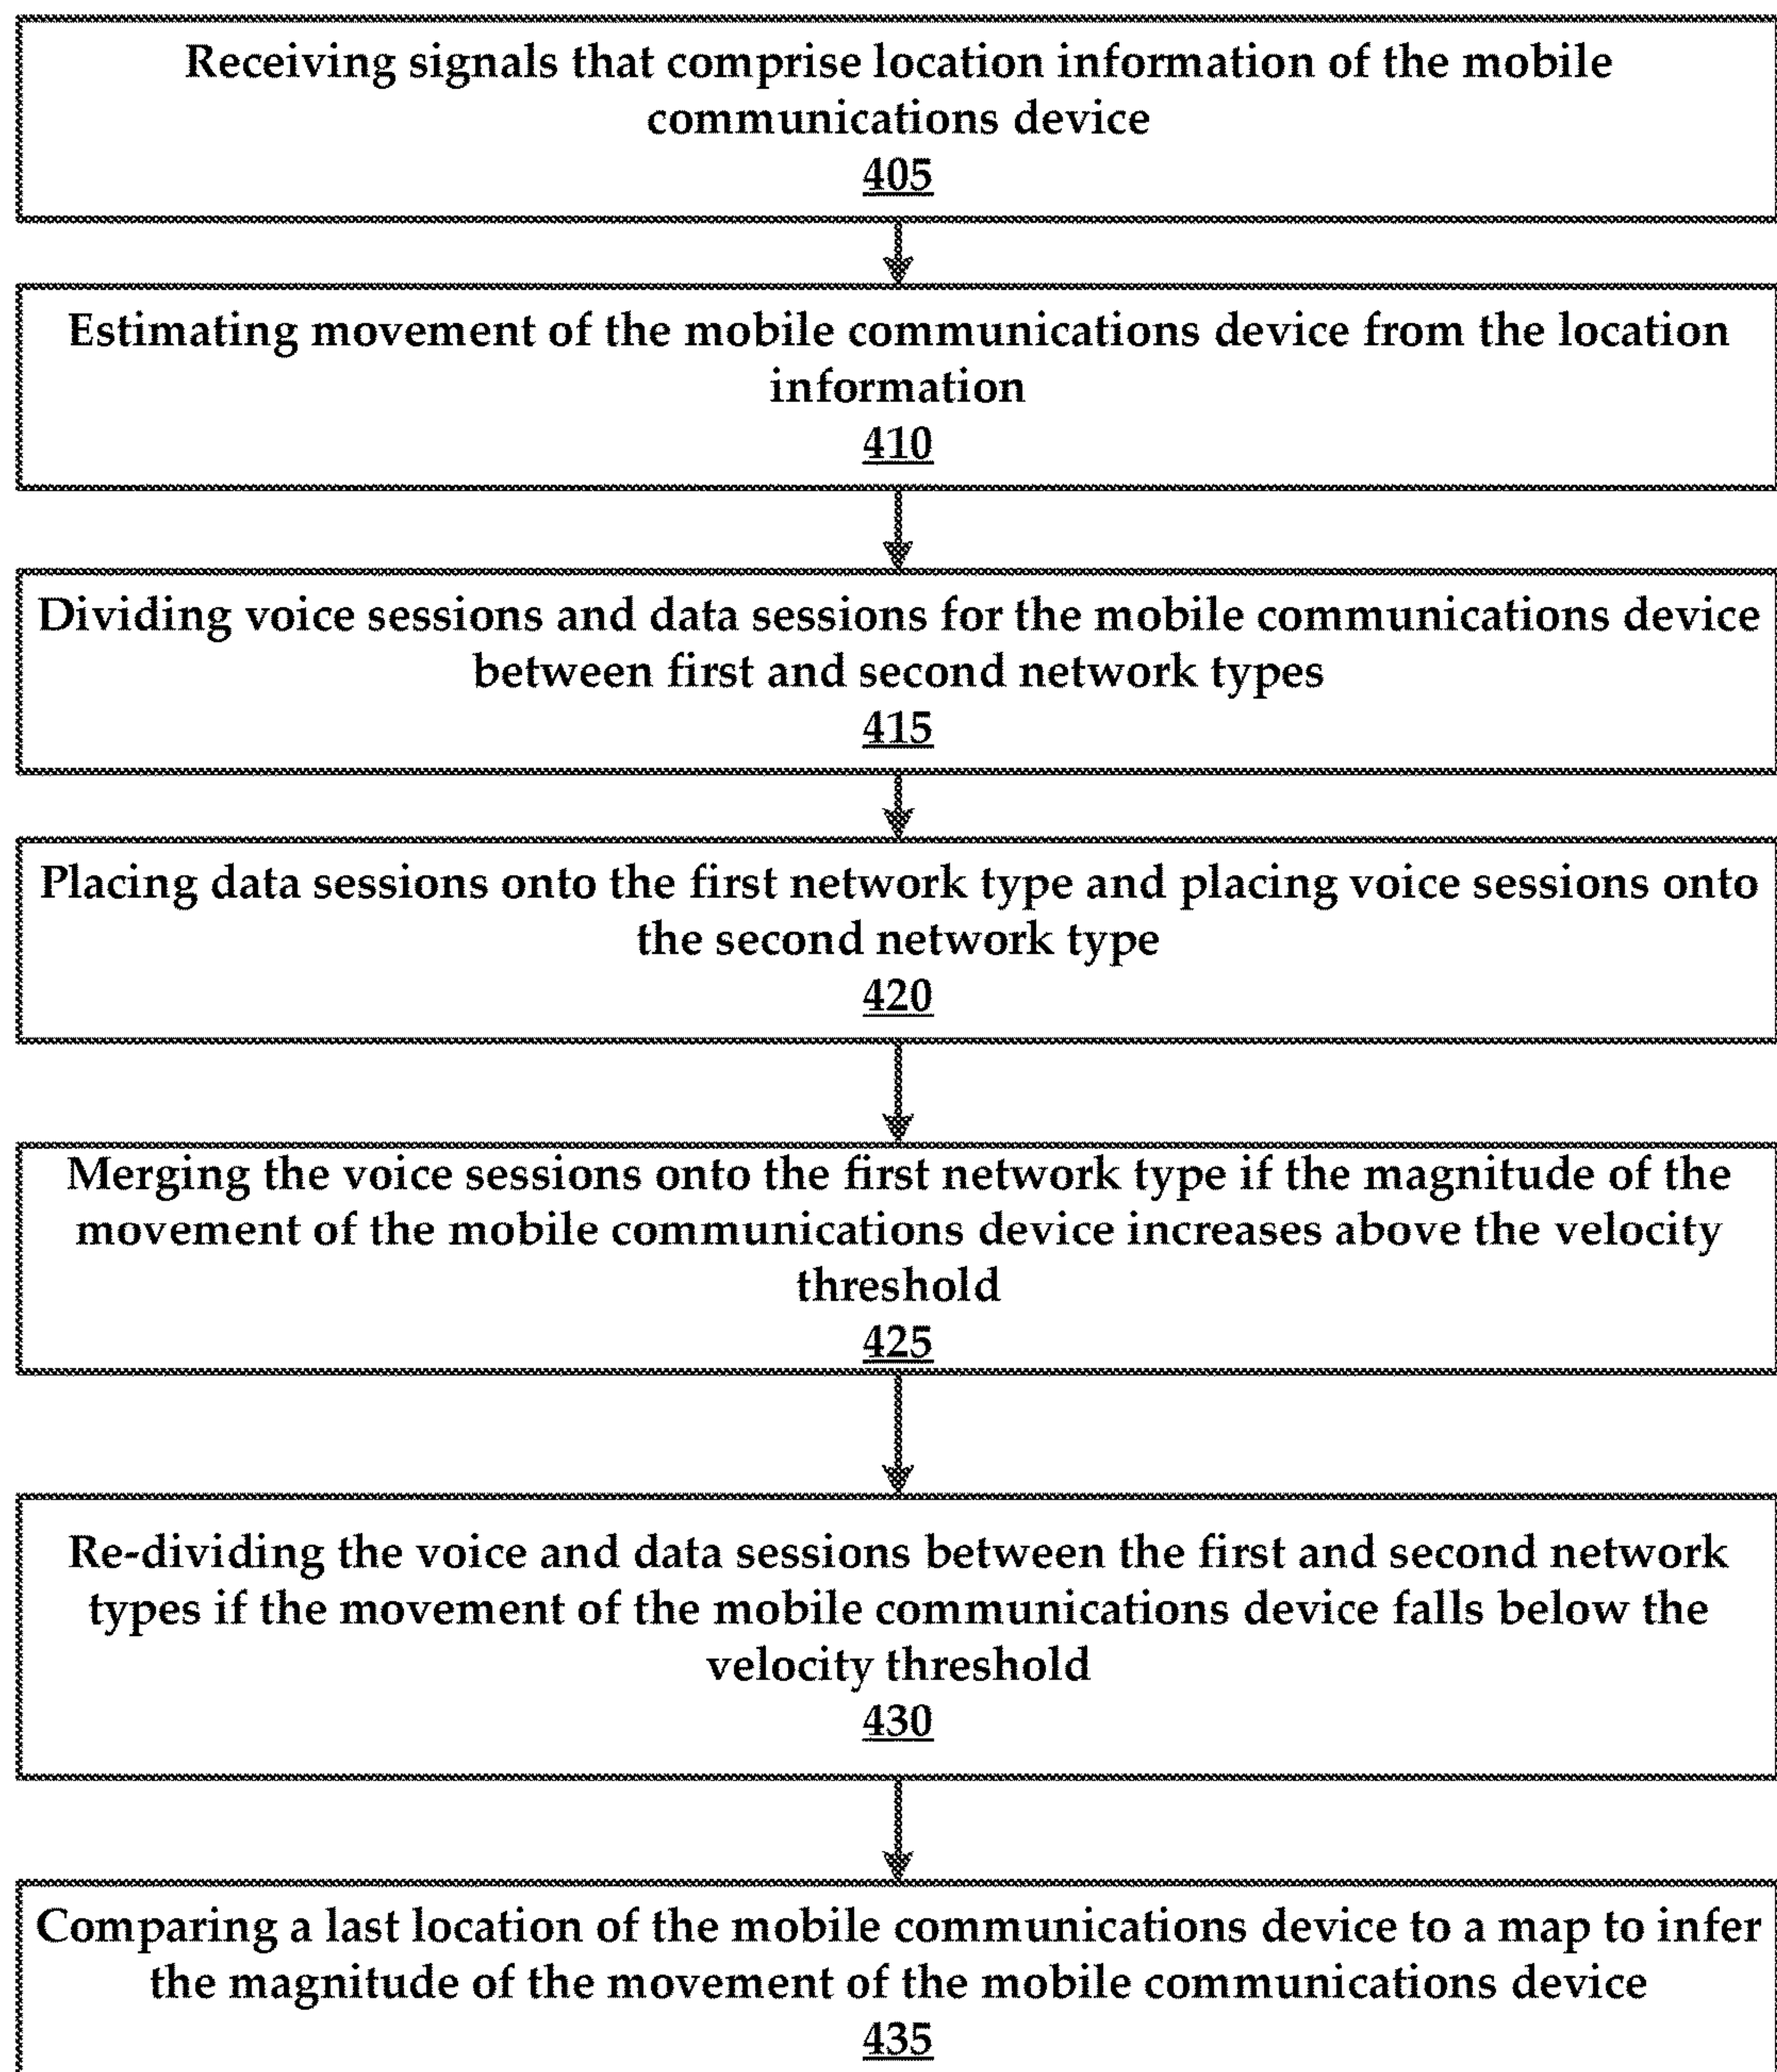 Receiving signals that comprise location information of the mobile
communications device
405
Estimating movement of the mobile communications device from the location
information
410
Dividing voice sessions and data sessions for the mobile communications device
between first and second network types
415
Placing data sessions onto the first network type and placing voice sessions onto
the second network type
420
Merging the voice sessions onto the first network type if the magnitude of the
movement of the mobile communications device increases above the velocity
threshold
425
Re-dividing the voice and data sessions between the first and second network
types if the movement of the mobile communications device falls below the
velocity threshold
430
Comparing a last location of the mobile communications device to a map to infer
the magnitude of the movement of the mobile communications device
435